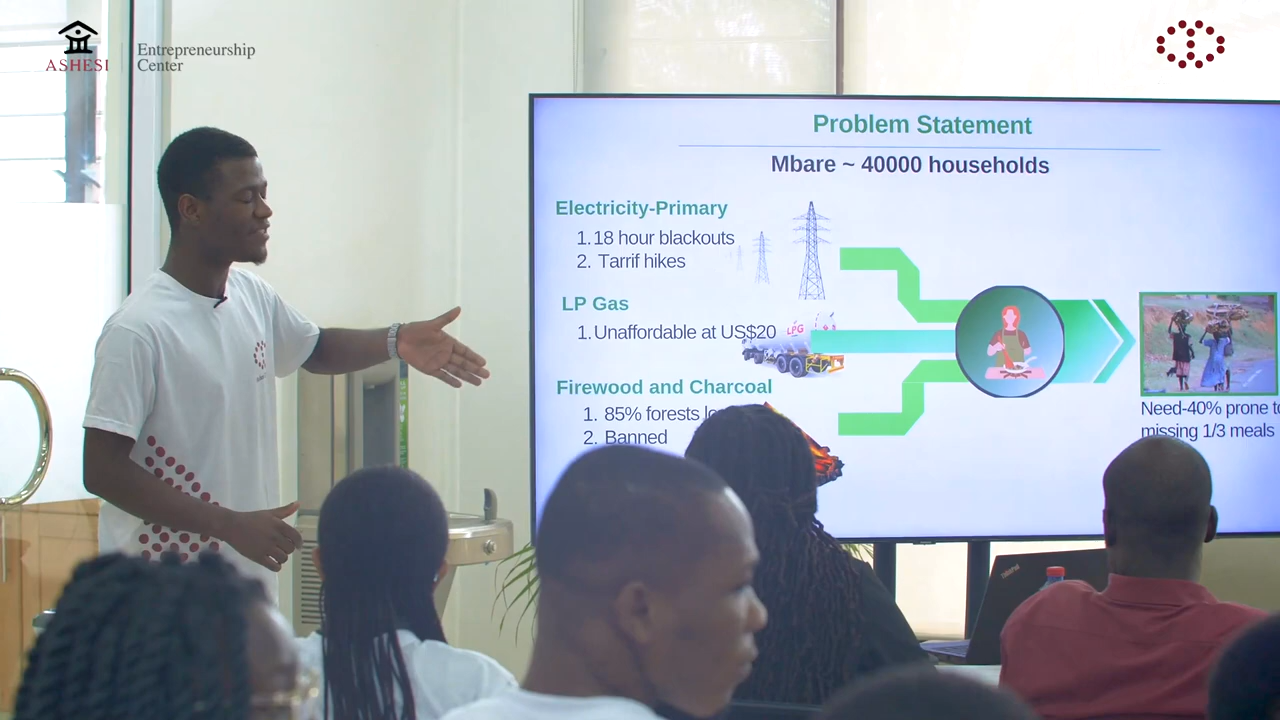 ASHESI
Entrepreneurship
Center
Problem Statement
Mbare ~ 40000 households
Electricity-Primary
1. 18 hour blackouts
2. Tarrif hikes
LP Gas
1. Unaffordable at US$20
LPG
Firewood and Charcoal
1. 85% forests
2. Banned
Need-40% prone to
missing 1/3 meals
ThinkPad